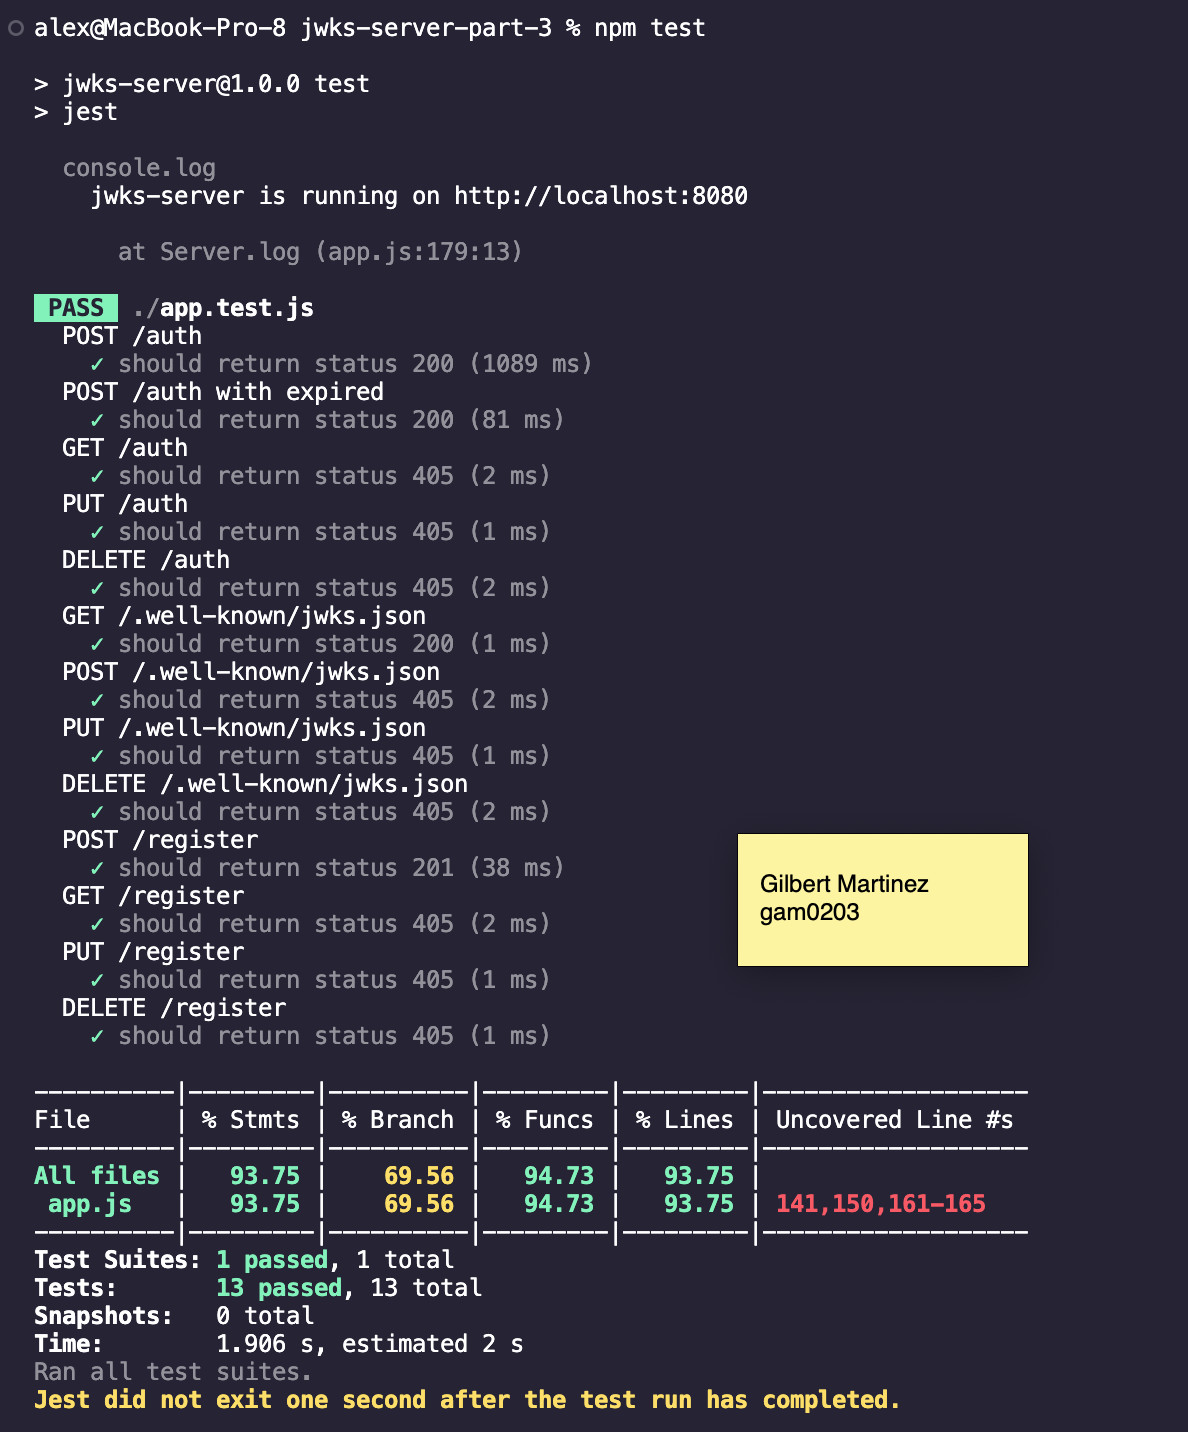 alex@MacBook-Pro-8 jwks-server-part-3 % npm test
> jwks-server@1.0.0 test
> jest
console.log
jwks-server is running on http://localhost:8080
at Server.log (app.js:179:13)
PASS ./app.test.js
POST /auth
✓ should return status 200 (1089 ms)
POST /auth with expired
✓ should return status 200 (81 ms)
GET /auth
✓ should return status 405 (2 ms)
PUT /auth
✓ should return status 405 (1 ms)
DELETE /auth
✓ should return status 405 (2 ms)
GET /.well-known/jwks.json
✓ should return status 200 (1 ms)
POST /.well-known/jwks.json
✓ should return status 405 (2 ms)
PUT /.well-known/jwks.json
✓ should return status 405 (1 ms)
DELETE /.well-known/jwks.json
✓ should return status 405 (2 ms)
POST /register
✓ should return status 201 (38 ms)
GET /register
✓ should return status 405 (2 ms)
PUT /register
✓ should return status 405 (1 ms)
DELETE /register
✓ should return status 405 (1 ms)
Gilbert Martinez
gam0203
----------|---------|----------|---------|---------|-------------------
File | % Stmts | % Branch | % Funcs | % Lines | Uncovered Line #s
----------|---------|----------|---------|---------|-------------------
All files | 93.75 | 69.56 | 94.73 | 93.75 |
app.js | 93.75 | 69.56 | 94.73 | 93.75 | 141,150,161-165
----------|---------|----------|---------|---------|-------------------
Test Suites: 1 passed, 1 total
Tests: 13 passed, 13 total
Snapshots: 0 total
Time: 1.906 s, estimated 2 s
Ran all test suites.
Jest did not exit one second after the test run has completed.